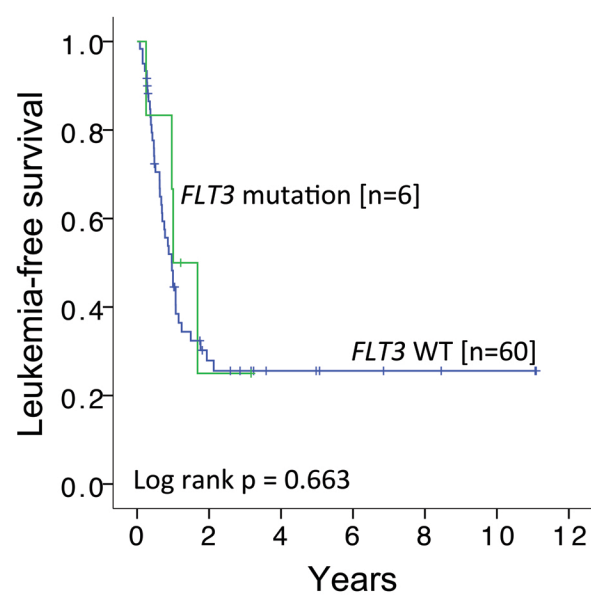 Leukemia-free survival
1.0
0.8
0.6
0.4
0.2
0.0
FLT3 mutation [n=6]
FLT3 WT [n=60]
Log rank p = 0.663
0 2 4 6 8 10 12
Years